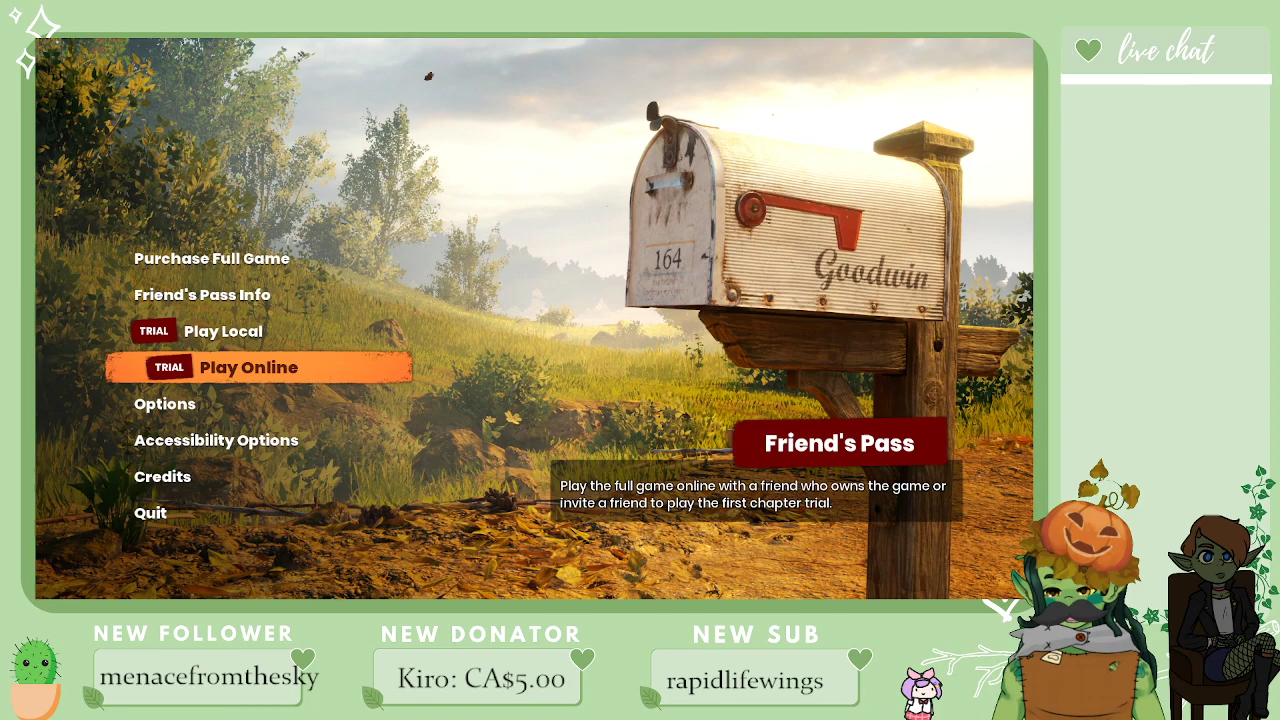 live chat
164
Goodwin
Purchase Full Game
Friend's Pass Info
TRIAL Play Local
TRIAL Play Online
Options
Accessibility Options
Credits
Quit
Friend's Pass
Play the full game online with a friend who owns the game or
invite a friend to play the first chapter trial.
NEW FOLLOWER
menacefromthesky
NEW DONATOR
Kiro: CA$5.00
NEW SUB
rapidlifewings